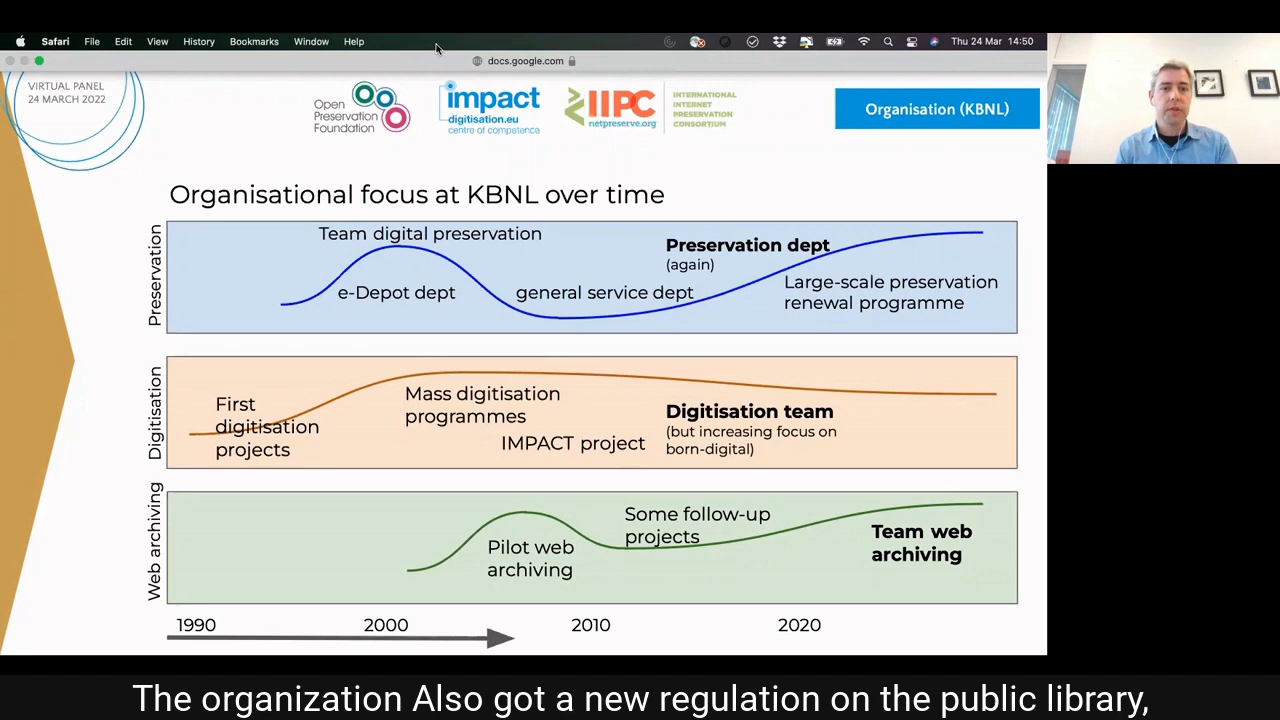 Safari File Edit View History Bookmarks Window Help Thu 24 Mar 14:50
docs.google.com
VIRTUAL PANEL
24 MARCH 2022
Open
Preservation
Foundation
impact
digitisation.eu
centre of competence
IIPC
netpreserve.org
INTERNATIONAL
INTERNET
PRESERVATION
CONSORTIUM
Organisation (KBNL)
Organisational focus at KBNL over time
Preservation
Team digital preservation
e-Depot dept
general service dept
Preservation dept
(again)
Large-scale preservation
renewal programme
Digitisation
First
digitisation
projects
Mass digitisation
programmes
IMPACT project
Digitisation team
(but increasing focus on
born-digital)
Web archiving
Pilot web
archiving
Some follow-up
projects
Team web
archiving
1990 2000 2010 2020
The organization Also got a new regulation on the public library,